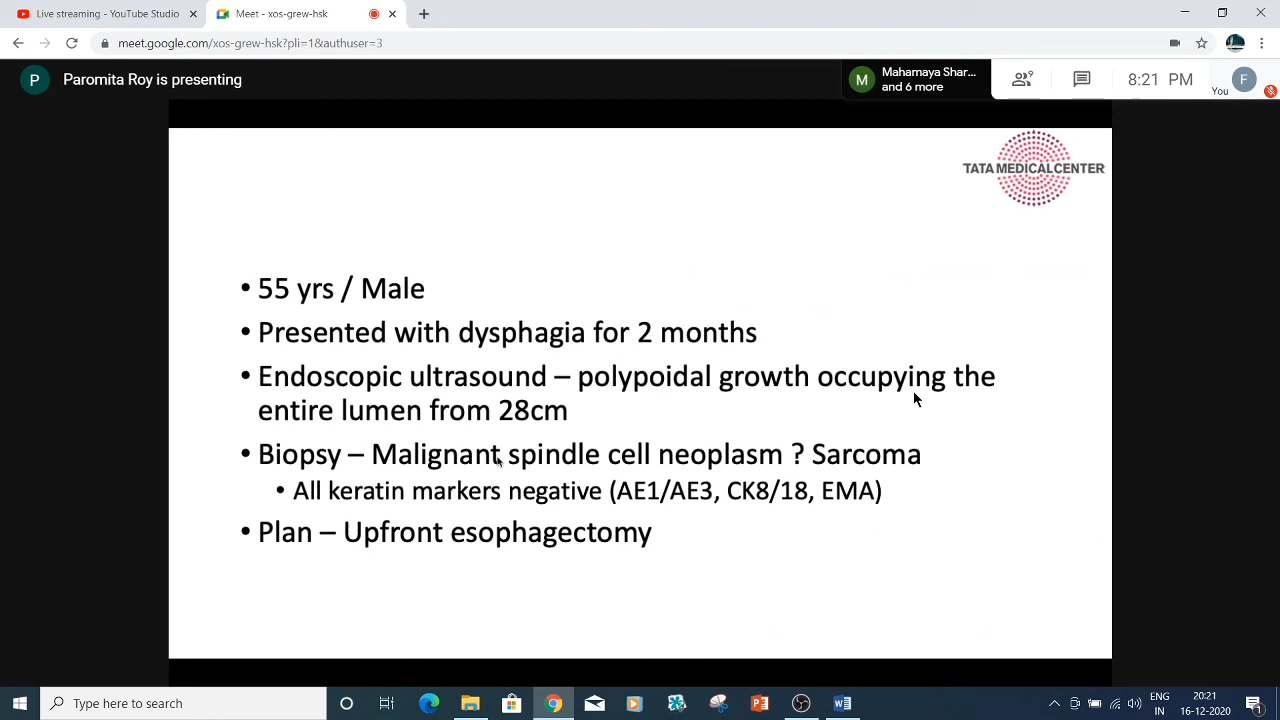 Live streaming - YouTube Studio
Meet - xos-grew-hsk
meet.google.com/xos-grew-hsk?pli=1&authuser=3
P
Paromita Roy is presenting
M
Mahamaya Shar...
and 6 more
9
8:21 PM
You
F
TATA MEDICAL CENTER
• 55 yrs / Male
• Presented with dysphagia for 2 months
• Endoscopic ultrasound – polypoidal growth occupying the
entire lumen from 28cm
• Biopsy – Malignant spindle cell neoplasm ? Sarcoma
• All keratin markers negative (AE1/AE3, CK8/18, EMA)
• Plan – Upfront esophagectomy
Type here to search
ENG
IN
20:21
16-12-2020